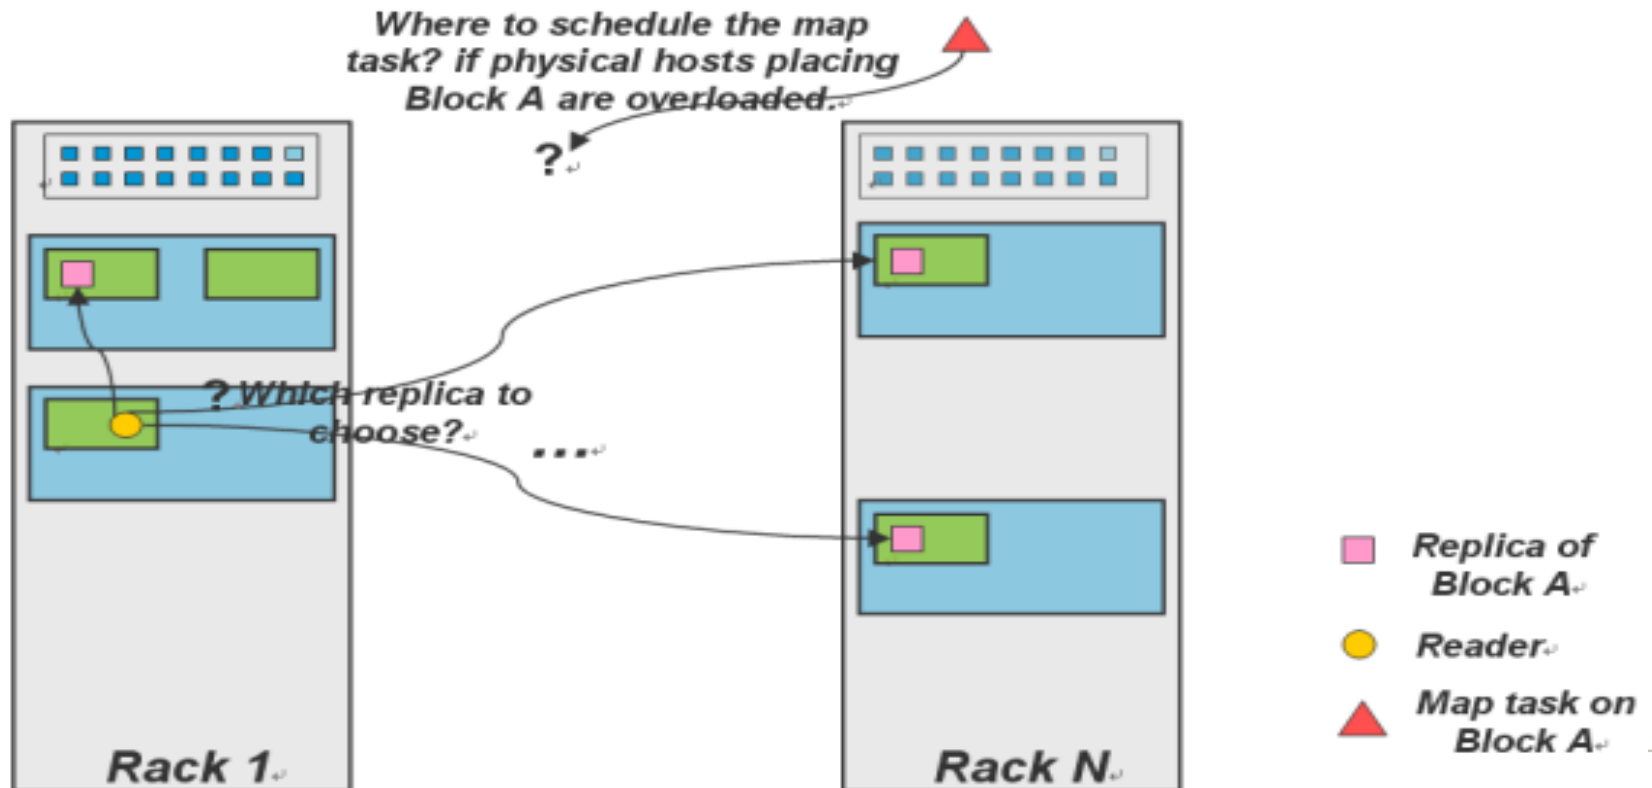 Where to schedule the map
task? if physical hosts placing
Block A are overloaded.
?
? Which replica to
choose?
...
Rack 1
Rack N
Replica of
Block A
Reader
Map task on
Block A